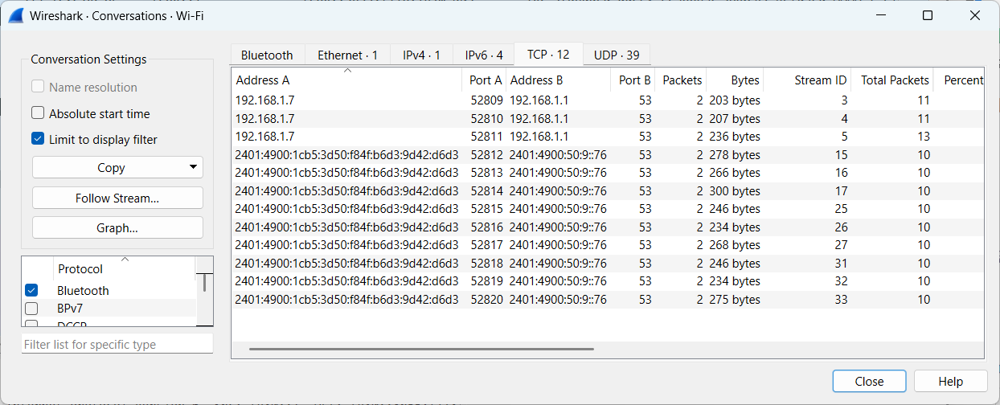 Wireshark · Conversations · Wi-Fi
Conversation Settings
Name resolution
Absolute start time
Limit to display filter
Copy
Follow Stream...
Graph...
Protocol
Bluetooth
BPv7
DCCP
Filter list for specific type
Bluetooth Ethernet · 1 IPv4 · 1 IPv6 · 4 TCP · 12 UDP · 39
Address A Port A Address B Port B Packets Bytes Stream ID Total Packets Percent
192.168.1.7 52809 192.168.1.1 53 2 203 bytes 3 11
192.168.1.7 52810 192.168.1.1 53 2 207 bytes 4 11
192.168.1.7 52811 192.168.1.1 53 2 236 bytes 5 13
2401:4900:1cb5:3d50:f84f:b6d3:9d42:d6d3 52812 2401:4900:50:9::76 53 2 278 bytes 15 10
2401:4900:1cb5:3d50:f84f:b6d3:9d42:d6d3 52813 2401:4900:50:9::76 53 2 266 bytes 16 10
2401:4900:1cb5:3d50:f84f:b6d3:9d42:d6d3 52814 2401:4900:50:9::76 53 2 300 bytes 17 10
2401:4900:1cb5:3d50:f84f:b6d3:9d42:d6d3 52815 2401:4900:50:9::76 53 2 246 bytes 25 10
2401:4900:1cb5:3d50:f84f:b6d3:9d42:d6d3 52816 2401:4900:50:9::76 53 2 234 bytes 26 10
2401:4900:1cb5:3d50:f84f:b6d3:9d42:d6d3 52817 2401:4900:50:9::76 53 2 268 bytes 27 10
2401:4900:1cb5:3d50:f84f:b6d3:9d42:d6d3 52818 2401:4900:50:9::76 53 2 246 bytes 31 10
2401:4900:1cb5:3d50:f84f:b6d3:9d42:d6d3 52819 2401:4900:50:9::76 53 2 234 bytes 32 10
2401:4900:1cb5:3d50:f84f:b6d3:9d42:d6d3 52820 2401:4900:50:9::76 53 2 275 bytes 33 10
Close Help